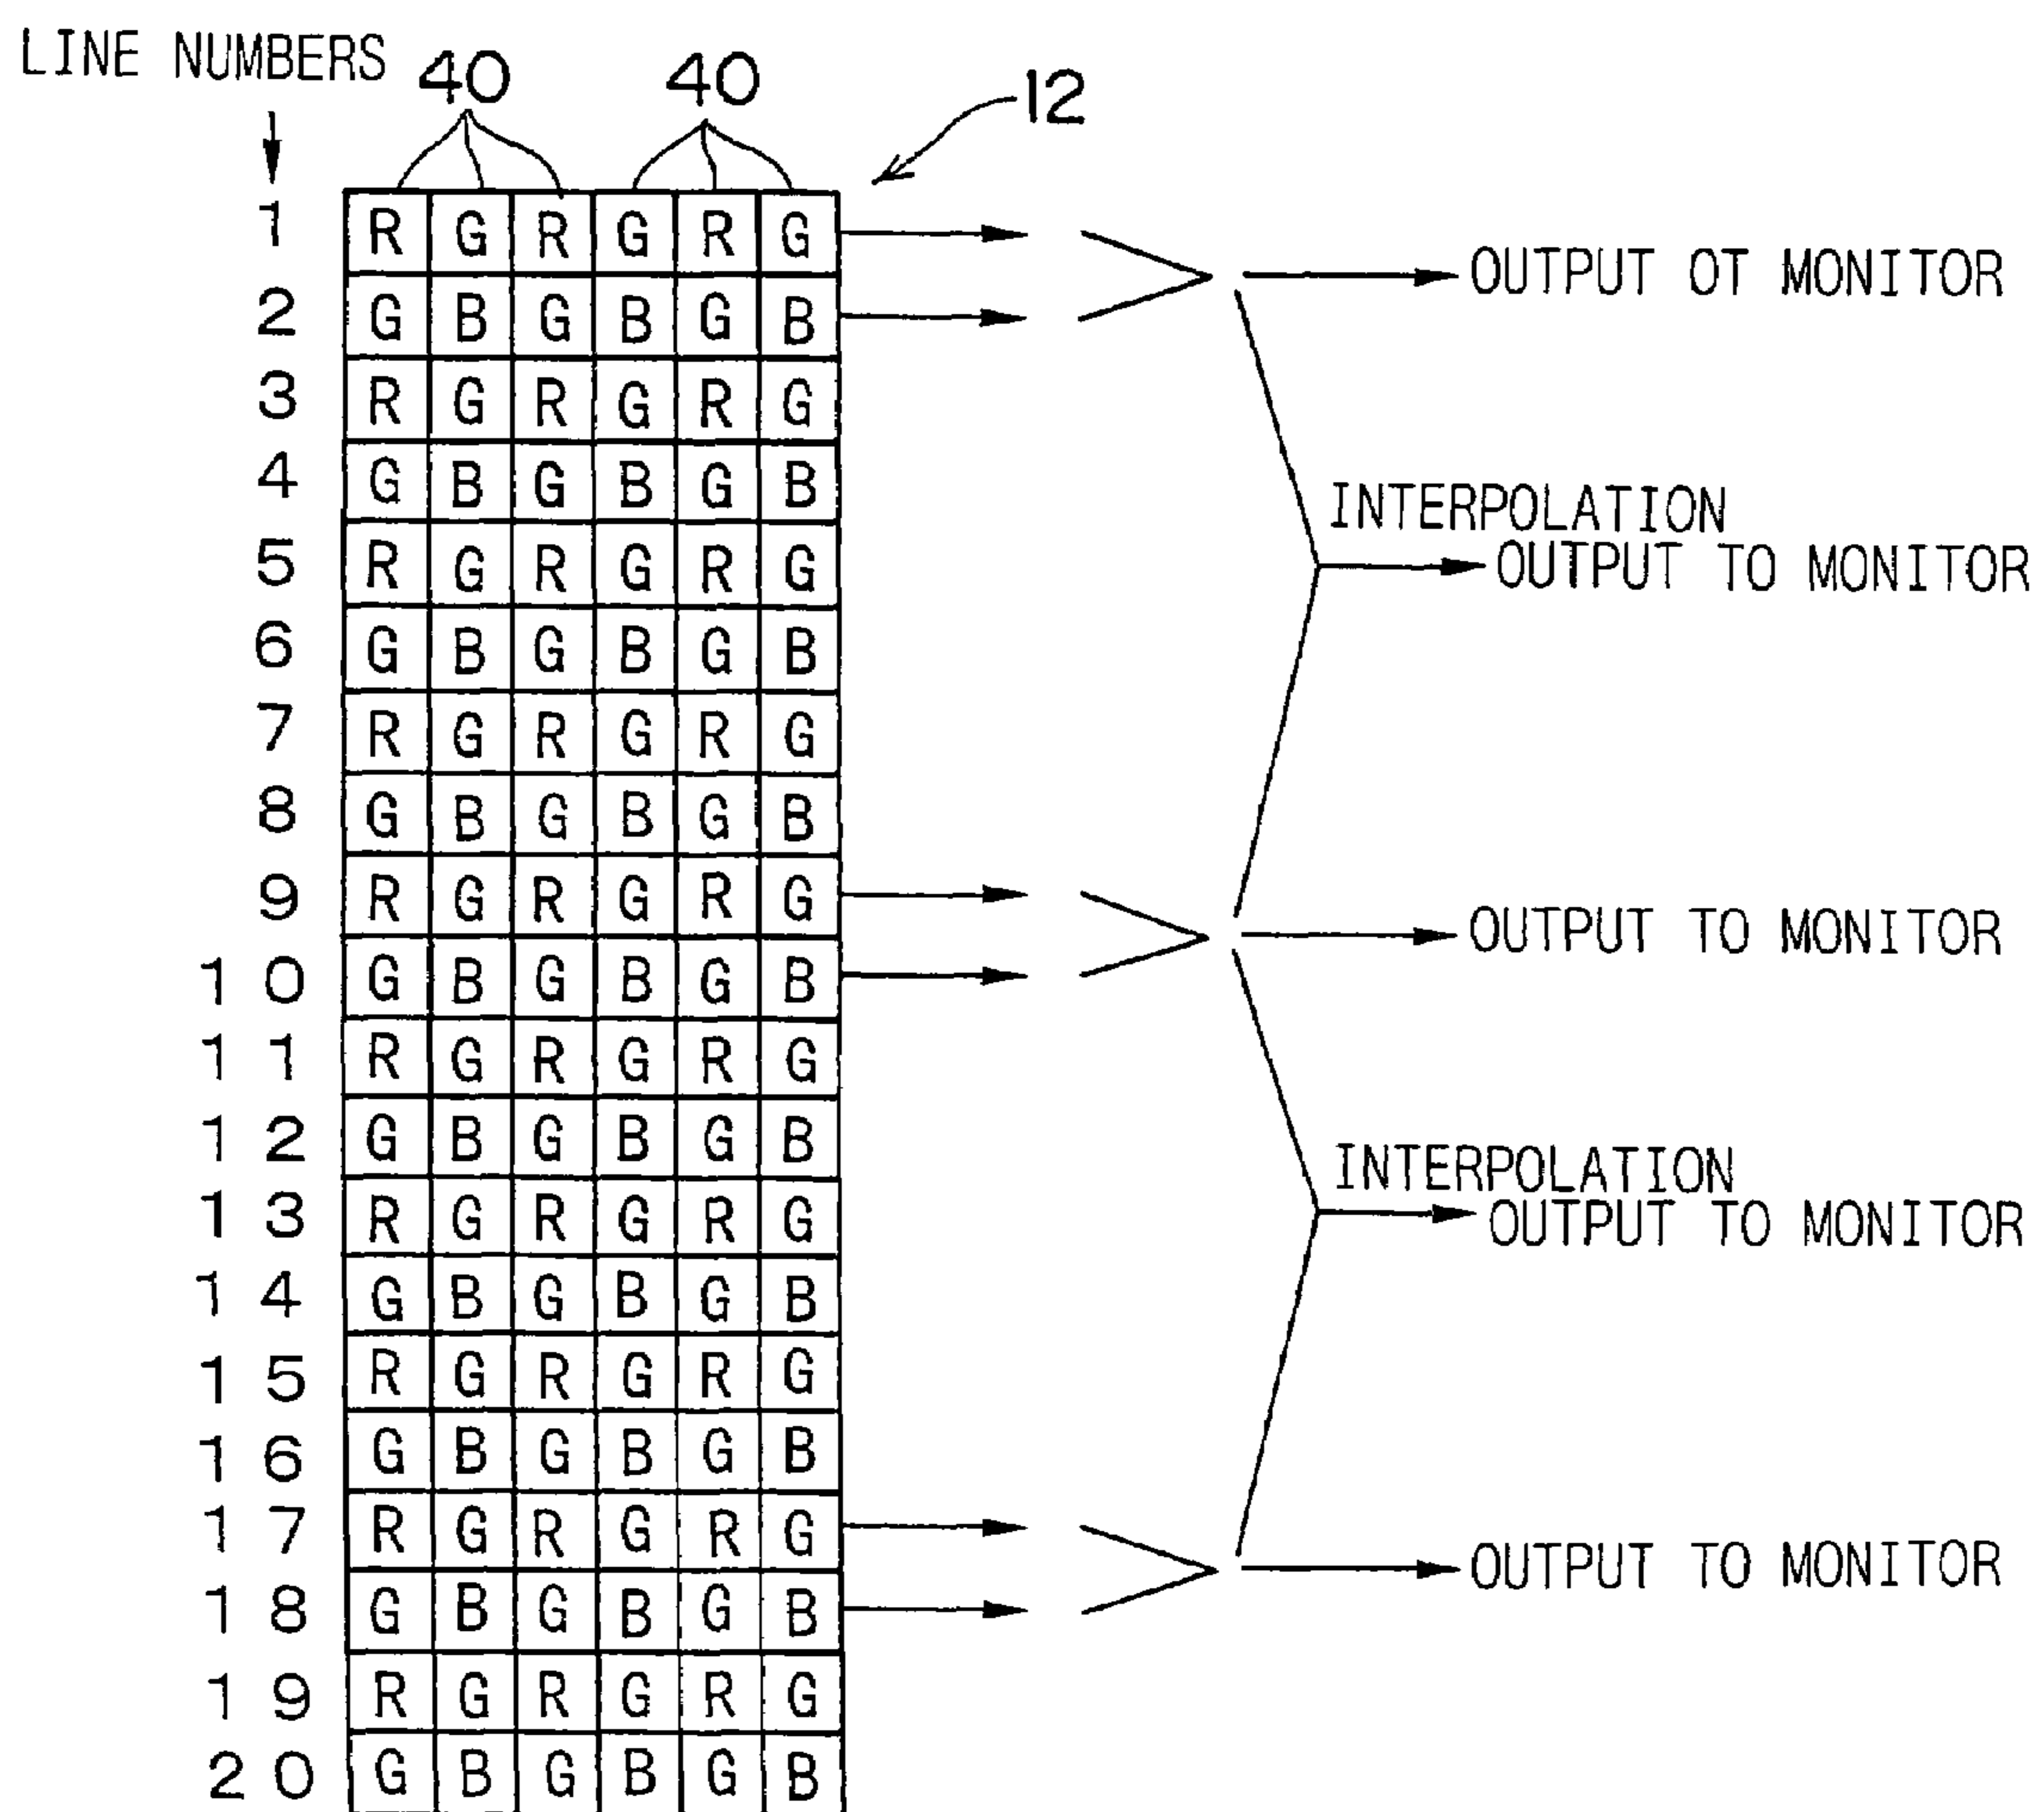 LINE NUMBERS 40 40 12
1 R G R G R G
OUTPUT OT MONITOR
2 G B G B G B
3 R G R G R G
4 G B G B G B
INTERPOLATION
5 R G R G R G OUTPUT TO MONITOR
6 G B G B G B
7 R G R G R G
8 G B G B G B
9 R G R G R G
OUTPUT TO MONITOR
10 G B G B G B
11 R G R G R G
12 G B G B G B
INTERPOLATION
13 R G R G R G OUTPUT TO MONITOR
14 G B G B G B
15 R G R G R G
16 G B G B G B
17 R G R G R G
OUTPUT TO MONITOR
18 G B G B G B
19 R G R G R G
20 G B G B G B